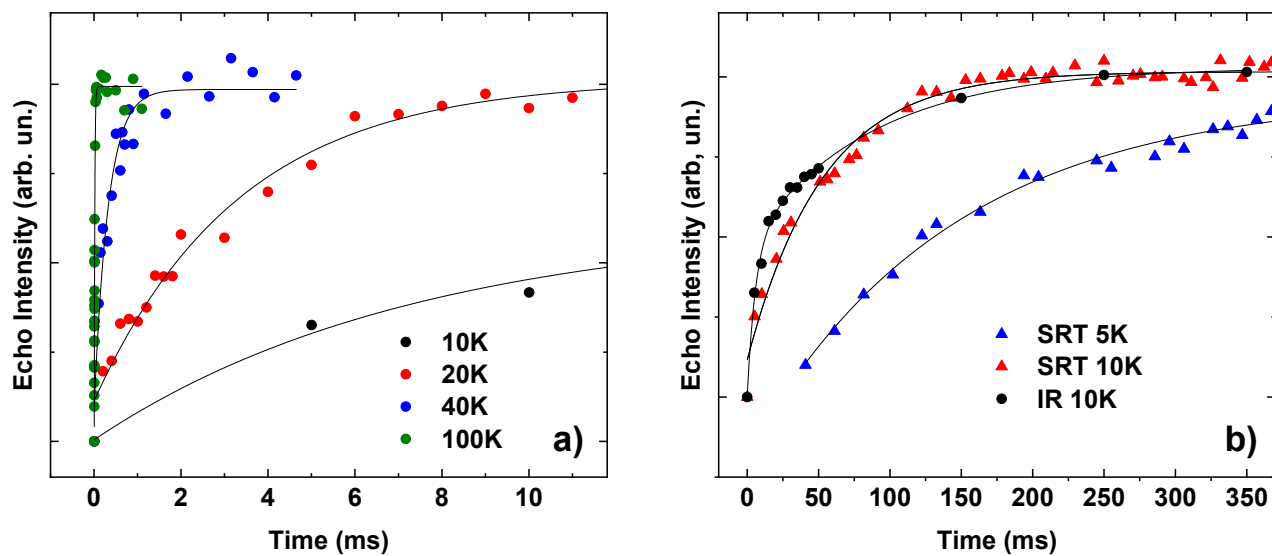 Echo Intensity (arb. un.)
10K
20K
40K
100K
a)
0 2 4 6 8 10
Time (ms)
Echo Intensity (arb, un.)
SRT 5K
SRT 10K
IR 10K
b)
0 50 100 150 200 250 300 350
Time (ms)